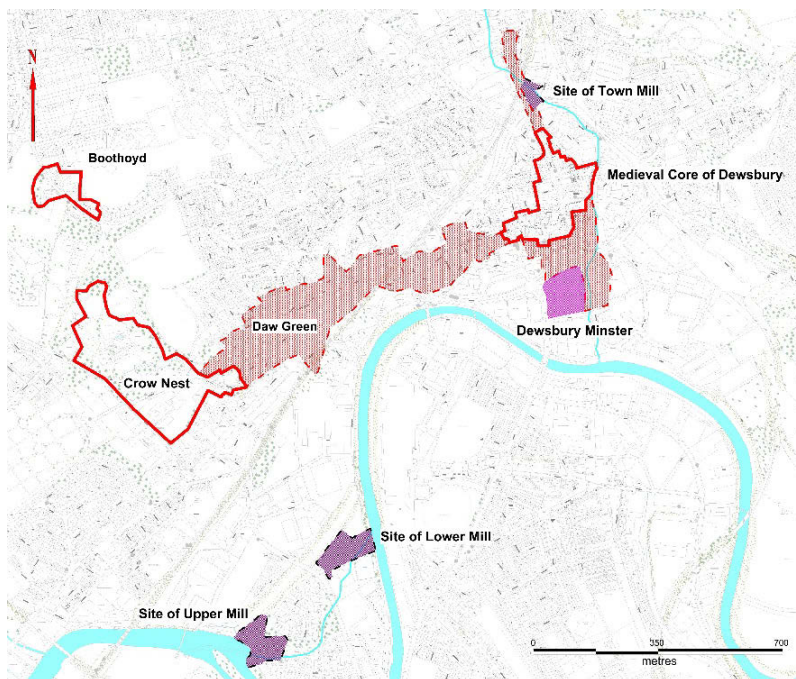 N
Site of Town Mill
Boothoyd
Medieval Core of Dewsbury
Daw Green
Dewsbury Minster
Crow Nest
Site of Lower Mill
Site of Upper Mill
0 350 700
metres